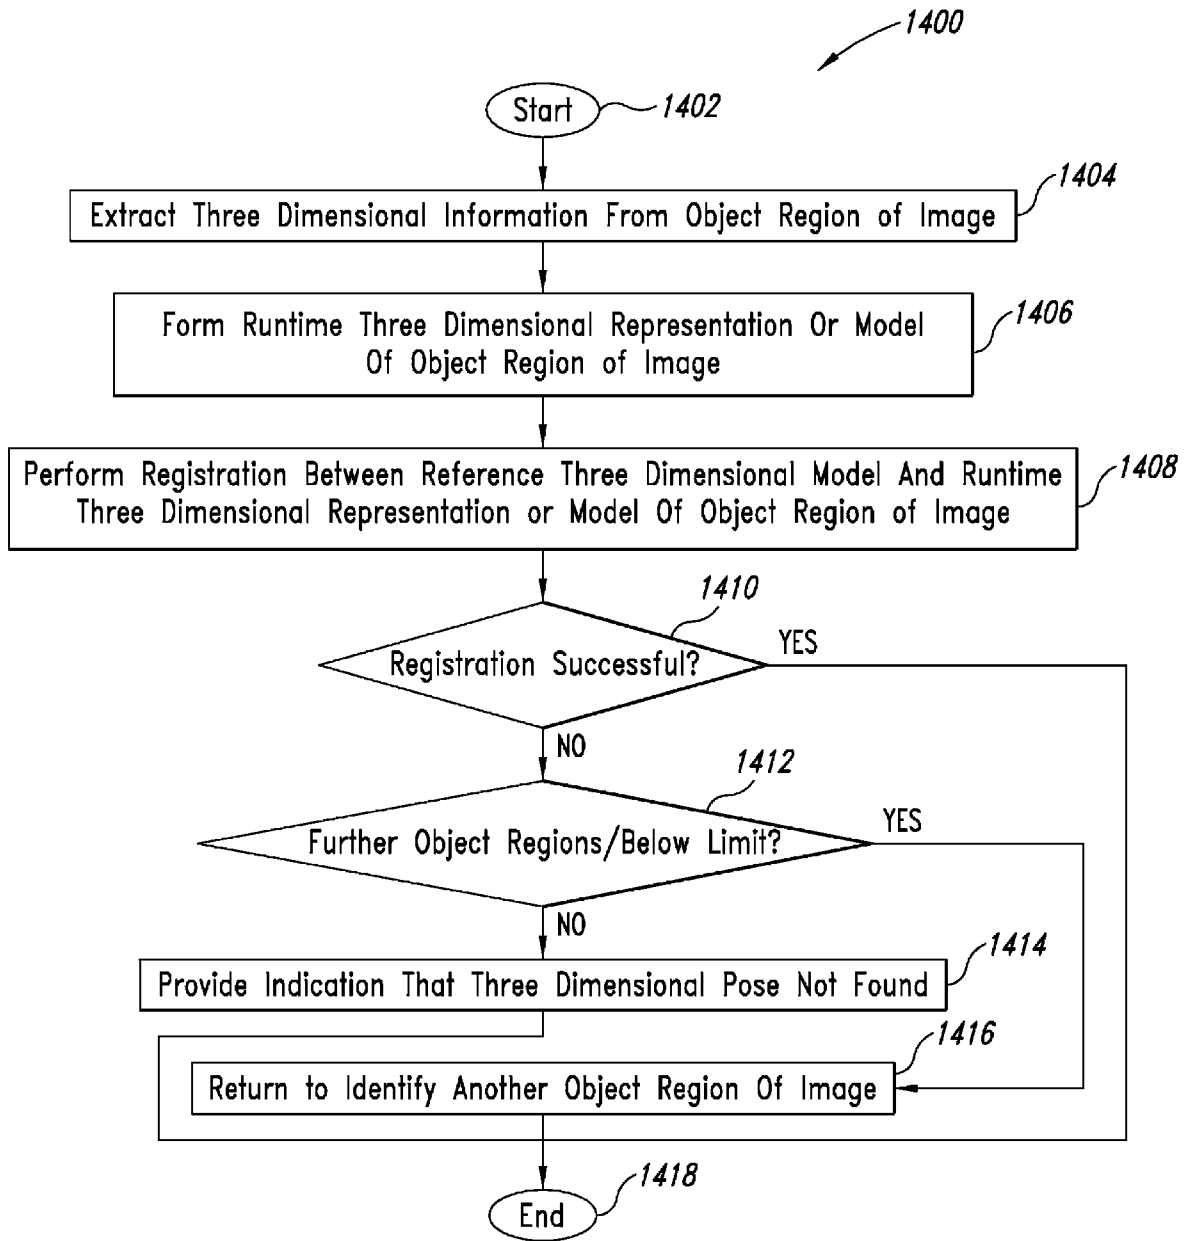 1400
Start
1402
1404
Extract Three Dimensional Information From Object Region of Image
1406
Form Runtime Three Dimensional Representation Or Model
Of Object Region of Image
1408
Perform Registration Between Reference Three Dimensional Model And Runtime
Three Dimensional Representation or Model Of Object Region of Image
1410
Registration Successful?
YES
NO
1412
Further Object Regions/Below Limit?
YES
NO
1414
Provide Indication That Three Dimensional Pose Not Found
1416
Return to Identify Another Object Region Of Image
1418
End